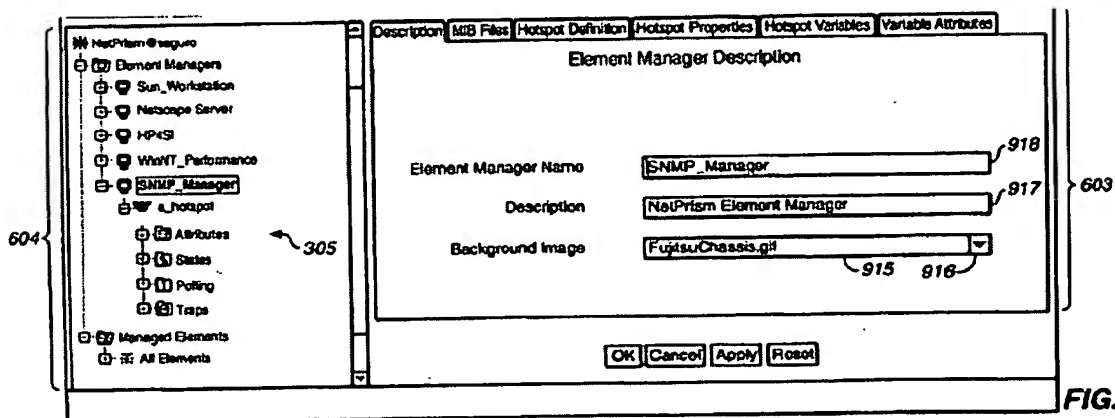 NetPrism@seguro
Element Managers
Sun_Workstation
Netscape Server
HP4SI
WinNT_Performance
SNMP_Manager
a_hotspot
Attributes
States
Polling
Traps
Managed Elements
All Elements
604
305
Description MIB Files Hotspot Definition Hotspot Properties Hotspot Variables Variable Attributes
Element Manager Description
Element Manager Name SNMP_Manager 918
Description NetPrism Element Manager 917
Background Image FujitsuChassis.gif
915 916
603
OK Cancel Apply Reset
FIG.